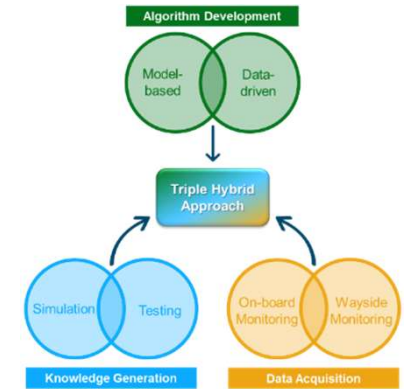 Algorithm Development
Model-
based
Data-
driven
Triple Hybrid
Approach
Simulation
Testing
On-board
Monitoring
Wayside
Monitoring
Knowledge Generation
Data Acquisition